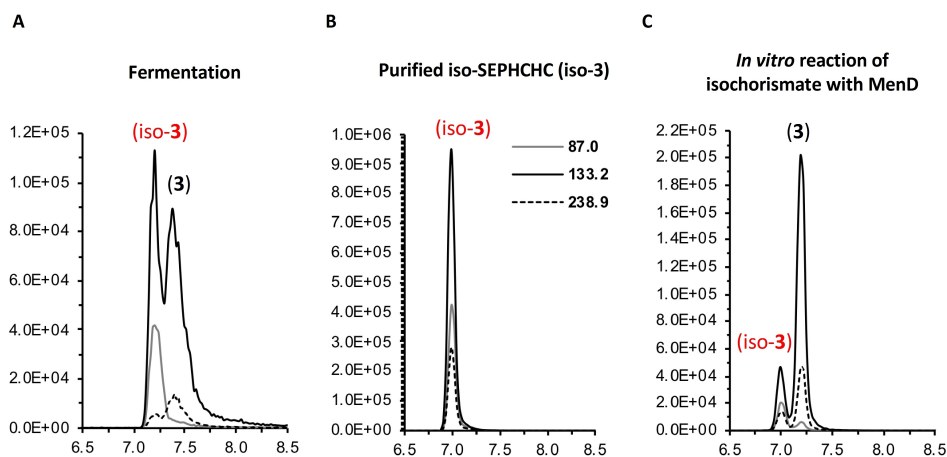 A
Fermentation
(iso-3)
(3)
1.2E+05
1.0E+05
8.0E+04
6.0E+04
4.0E+04
2.0E+04
0.0E+00
6.5 7.0 7.5 8.0 8.5
B
Purified iso-SEPHCHC (iso-3)
(iso-3)
87.0
133.2
238.9
1.0E+06
9.0E+05
8.0E+05
7.0E+05
6.0E+05
5.0E+05
4.0E+05
3.0E+05
2.0E+05
1.0E+05
0.0E+00
6.5 7.0 7.5 8.0 8.5
C
In vitro reaction of
isochorismate with MenD
(3)
(iso-3)
2.2E+05
2.0E+05
1.8E+05
1.6E+05
1.4E+05
1.2E+05
1.0E+05
8.0E+04
6.0E+04
4.0E+04
2.0E+04
0.0E+00
6.5 7.0 7.5 8.0 8.5